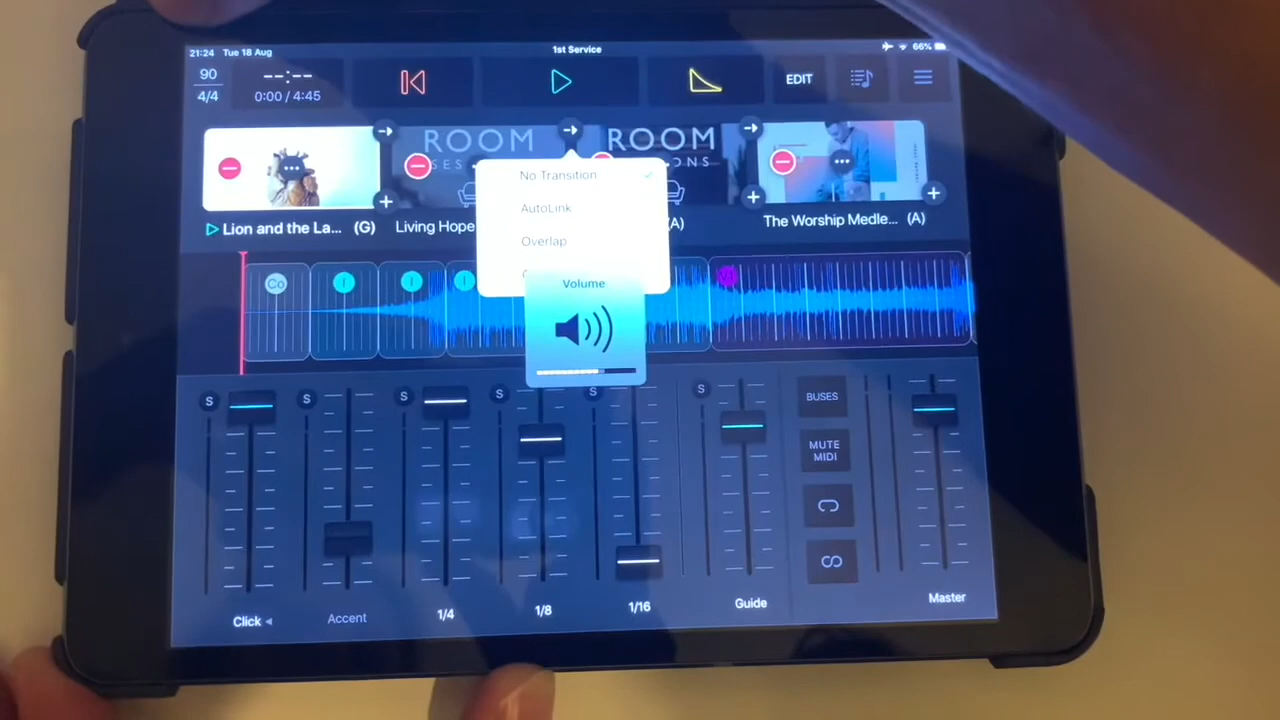 21:24 Tue 18 Aug
1st Service
66%
90
4/4
--:--
0:00 / 4:45
EDIT
ROOM
ROOM
No Transition
AutoLink
Overlap
Lion and the La... (G)
Living Hope
(A)
The Worship Medle... (A)
Volume
Co
I
I
I
S
S
S
S
S
S
BUSES
MUTE
MIDI
Click
Accent
1/4
1/8
1/16
Guide
Master